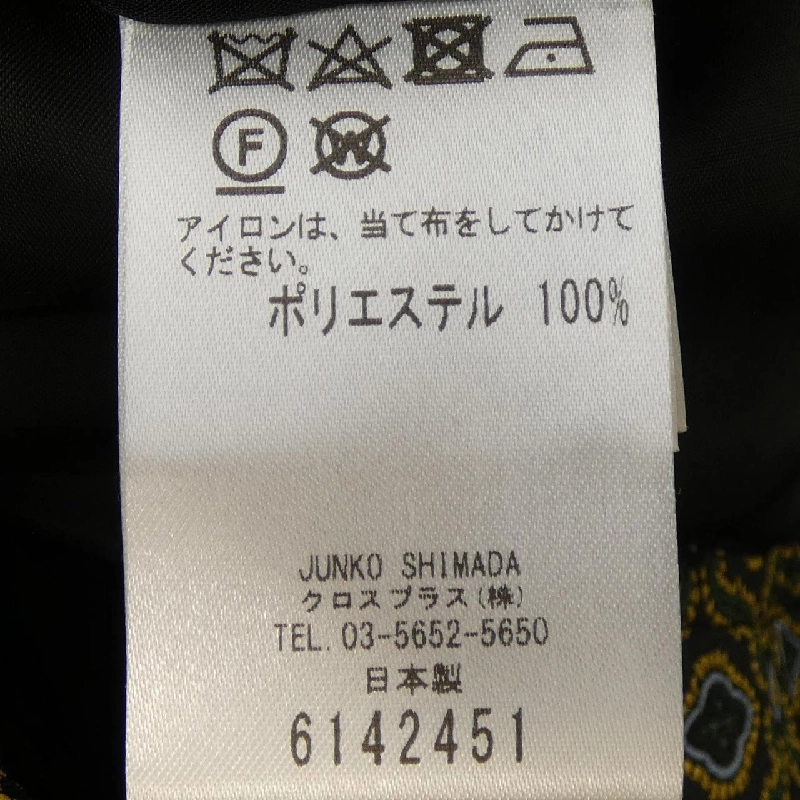 F W
アイロンは、当て布をしてかけて
ください。
ポリエステル 100%
JUNKO SHIMADA
クロスプラス(株)
TEL. 03-5652-5650
日本製
6142451